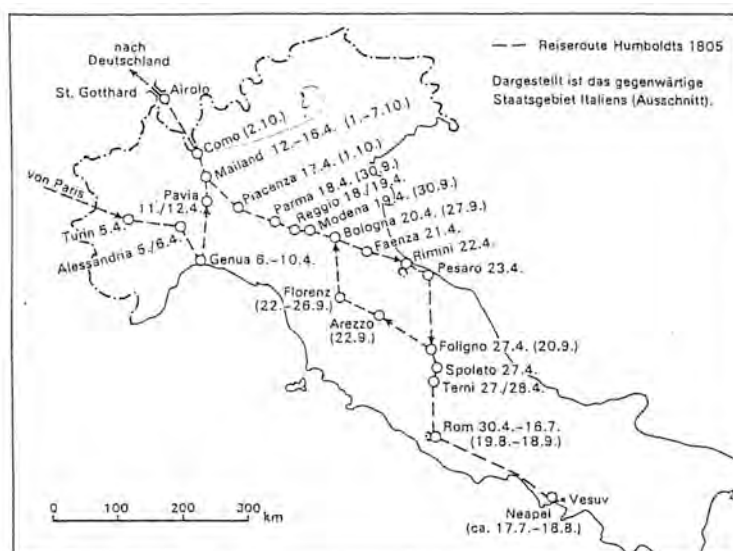 nach
Deutschland
St. Gotthard
Airolo
— — Reiseroute Humboldts 1805
Dargestellt ist das gegenwärtige
Staatsgebiet Italiens (Ausschnitt).
Como (2.10.)
Mailand 12.–16.4. (1.–7.10.)
Piacenza 17.4. (1.10.)
Parma 18.4. (30.9.)
Reggio 18./19.4.
Modena 19.4. (30.9.)
Bologna 20.4. (27.9.)
Faenza 21.4.
Rimini 22.4.
Pesaro 23.4.
von Paris
Pavia
11./12.4.
Turin 5.4.
Alessandria 5./6.4.
Genua 6.–10.4.
Florenz
(22.–26.9.)
Arezzo
(22.9.)
Foligno 27.4. (20.9.)
Spoleto 27.4.
Terni 27./28.4.
Rom 30.4.–16.7.
(19.8.–18.9.)
Vesuv
Neapel
(ca. 17.7.–18.8.)
0 100 200 300
km